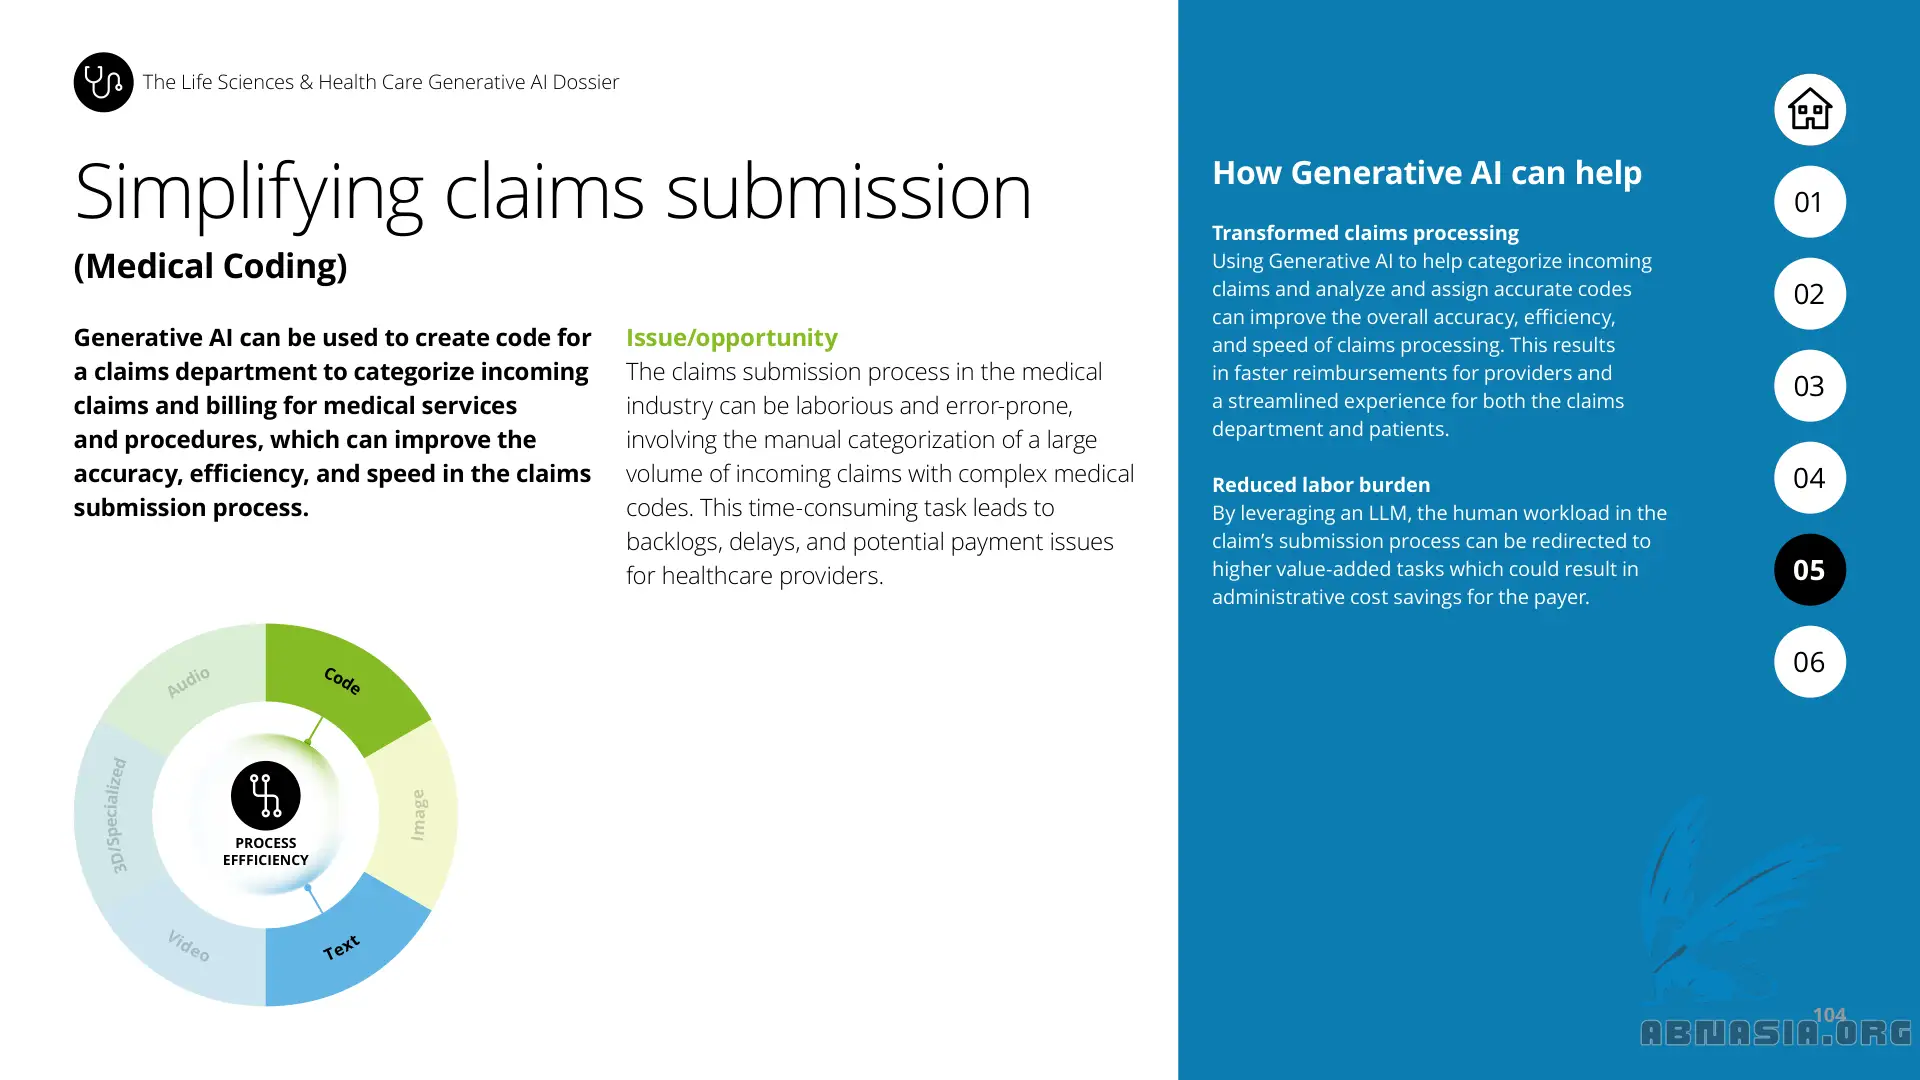 The Life Sciences & Health Care Generative AI Dossier
Simplifying claims submission
(Medical Coding)
Generative AI can be used to create code for
a claims department to categorize incoming
claims and billing for medical services
and procedures, which can improve the
accuracy, efficiency, and speed in the claims
submission process.
Issue/opportunity
The claims submission process in the medical
industry can be laborious and error-prone,
involving the manual categorization of a large
volume of incoming claims with complex medical
codes. This time-consuming task leads to
backlogs, delays, and potential payment issues
for healthcare providers.
Audio
Code
3D/Specialized
Image
PROCESS
EFFFICIENCY
Video
Text
How Generative AI can help
Transformed claims processing
Using Generative AI to help categorize incoming
claims and analyze and assign accurate codes
can improve the overall accuracy, efficiency,
and speed of claims processing. This results
in faster reimbursements for providers and
a streamlined experience for both the claims
department and patients.
Reduced labor burden
By leveraging an LLM, the human workload in the
claim's submission process can be redirected to
higher value-added tasks which could result in
administrative cost savings for the payer.
01
02
03
04
05
06
104
ABNASIA.ORG